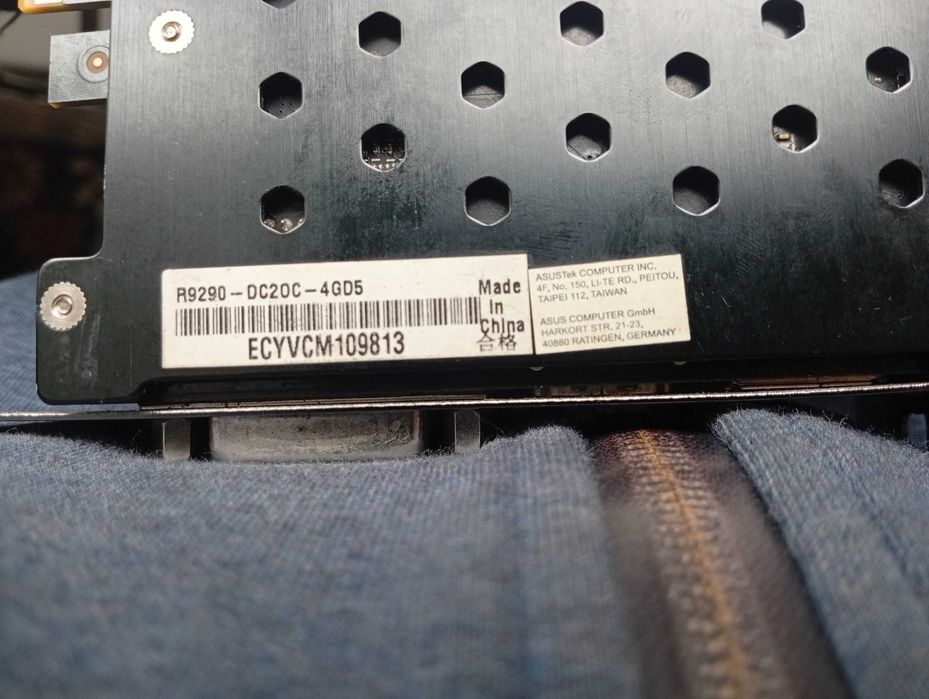 R9290-DC2OC-4GD5
ECYVCM109813
Made
In
China
合格
ASUSTek COMPUTER INC.
4F, No. 150, LI-TE RD., PEITOU,
TAIPEI 112, TAIWAN
ASUS COMPUTER GmbH
HARKORT STR. 21-23,
40880 RATINGEN, GERMANY